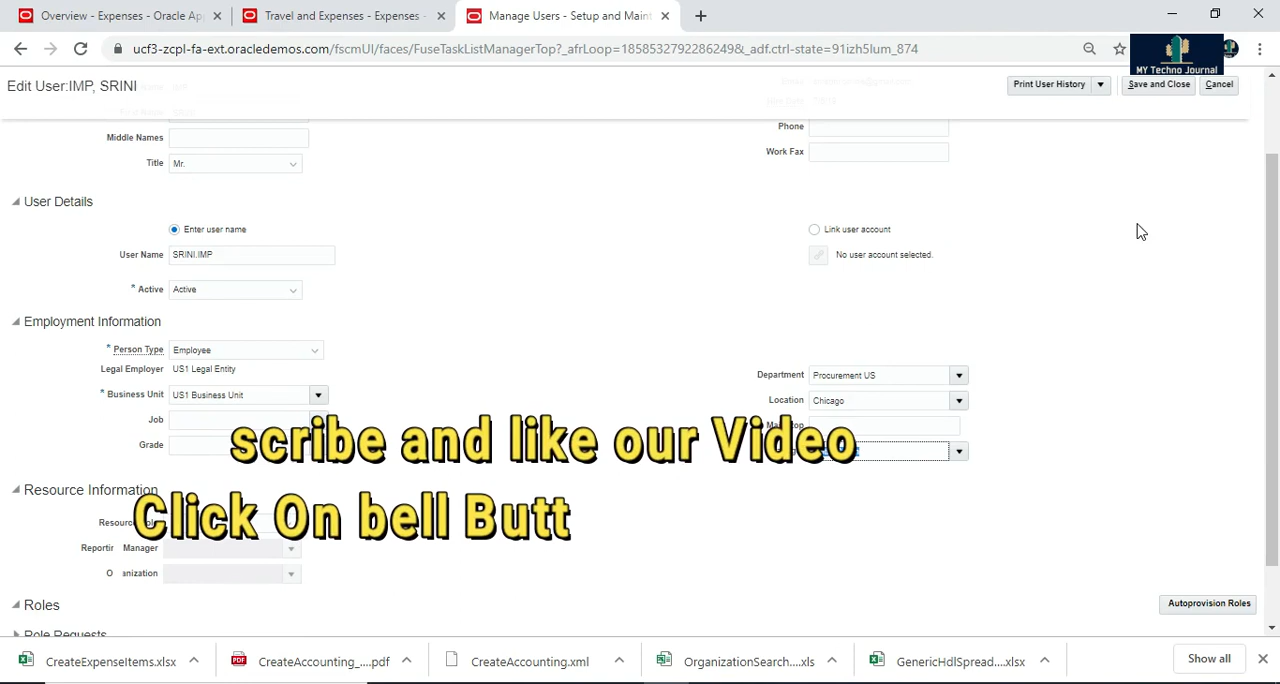 Overview - Expenses - Oracle App
Travel and Expenses - Expenses -
Manage Users - Setup and Maint
ucf3-zcpl-fa-ext.oracledemos.com/fscmUI/faces/FuseTaskListManagerTop?_afrLoop=18585327922862498&_adf.ctrl-state=91izh5lum_874
MY Techno Journal
Edit User:IMP, SRINI
Print User History
Save and Close
Cancel
Middle Names
Phone
Title Mr.
Work Fax
User Details
Enter user name
Link user account
User Name SRINI.IMP
No user account selected.
* Active Active
Employment Information
* Person Type Employee
Legal Employer US1 Legal Entity
Department Procurement US
* Business Unit US1 Business Unit
Location Chicago
Job
Grade
scribe and like our Video
Resource Information
Click On bell Butt
Manager
Roles
Autoprovision Roles
Role Requests
CreateExpenseItems.xlsx
CreateAccounting_....pdf
CreateAccounting.xml
OrganizationSearch....xls
GenericHdlSpread....xlsx
Show all